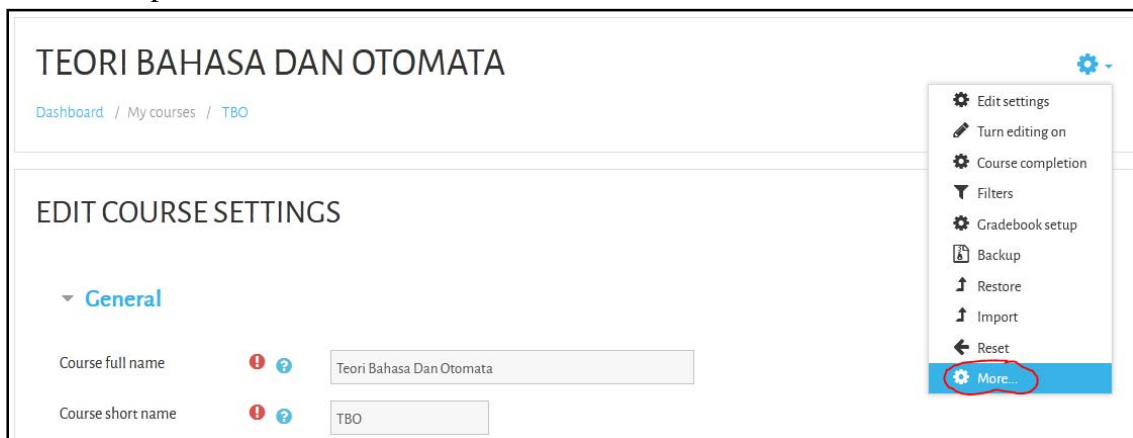 TEORI BAHASA DAN OTOMATA
Dashboard / My courses / TBO
Edit settings
Turn editing on
Course completion
Filters
Gradebook setup
Backup
Restore
Import
Reset
More...
EDIT COURSE SETTINGS
General
Course full name
Teori Bahasa Dan Otomata
Course short name
TBO